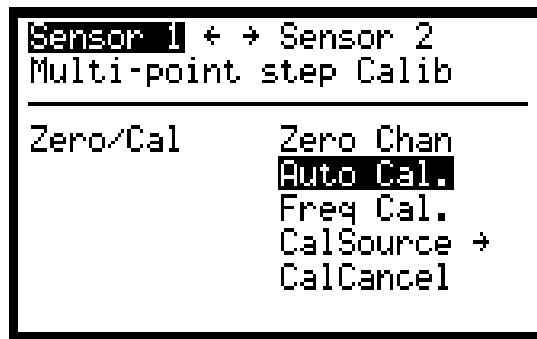 Sensor 1 ← → Sensor 2
Multi-point step Calib
Zero/Cal Zero Chan
Auto Cal.
Freq Cal.
CalSource →
CalCancel